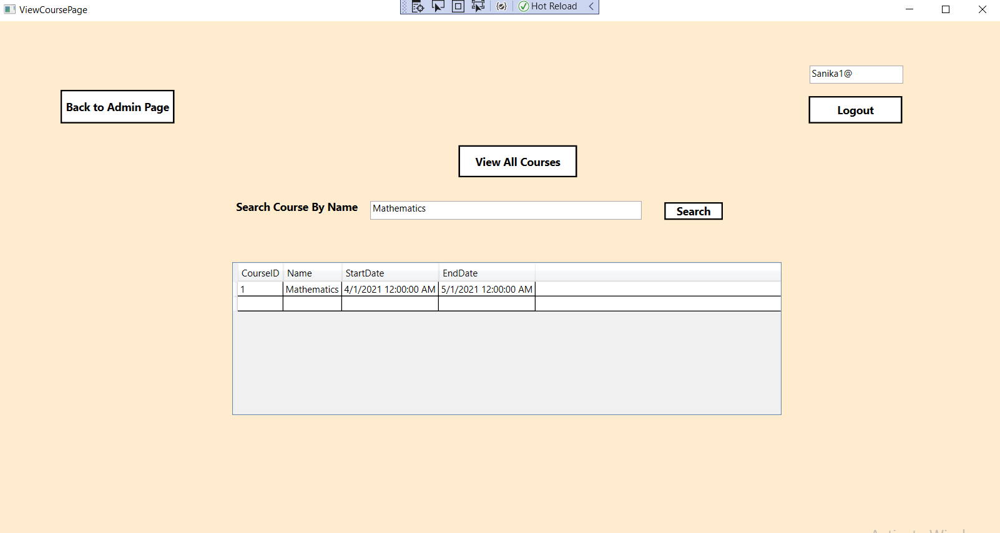 ViewCoursePage
Hot Reload
Sanika1@
Back to Admin Page
Logout
View All Courses
Search Course By Name Mathematics Search
CourseID Name StartDate EndDate
1 Mathematics 4/1/2021 12:00:00 AM 5/1/2021 12:00:00 AM